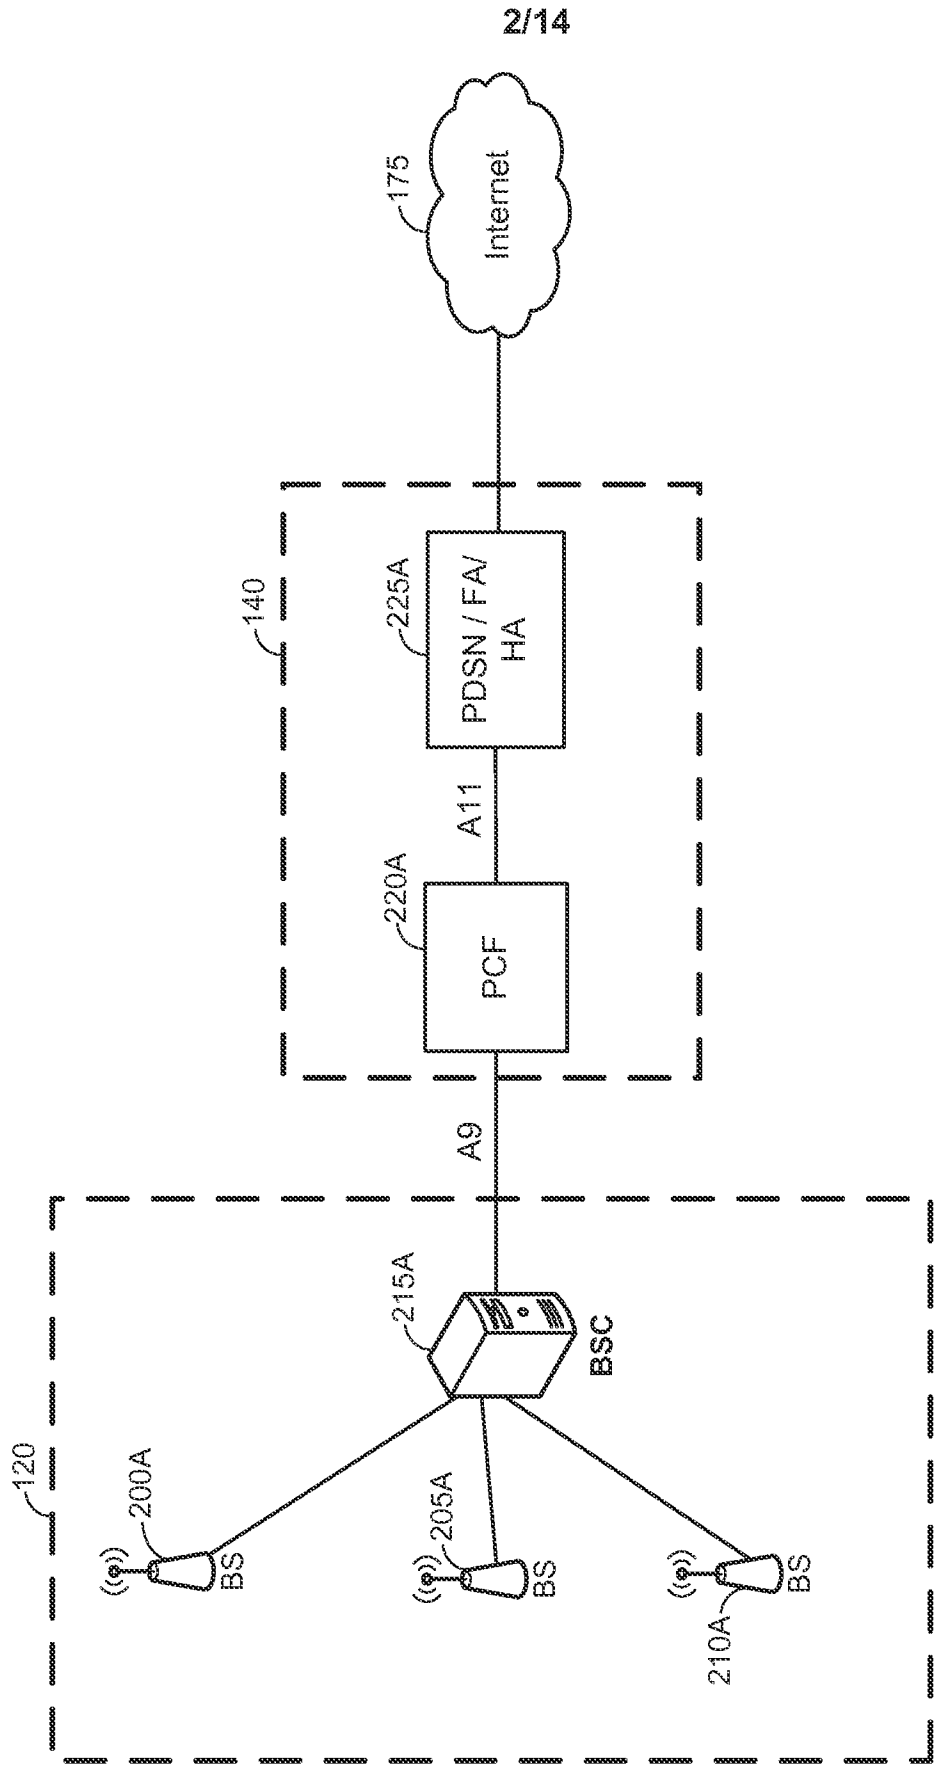 2/14
120
200A
BS
205A
BS
210A
BS
215A
BSC
A9
140
220A
PCF
A11
225A
PDSN / FA/
HA
175
Internet